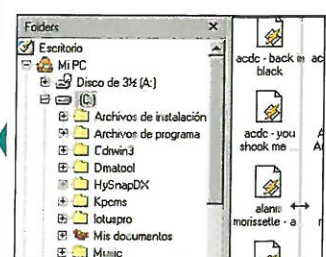 Folders
Escritorio
Mi PC
Disco de 3½ (A:)
(C:)
Archivos de instalación
Archivos de programa
Cdrwin3
Dmatool
HySnapDX
Kpcms
lotuspro
Mis documentos
Music
acdc - back in
black
acdc - you
shook me ...
alanis
morissette - a